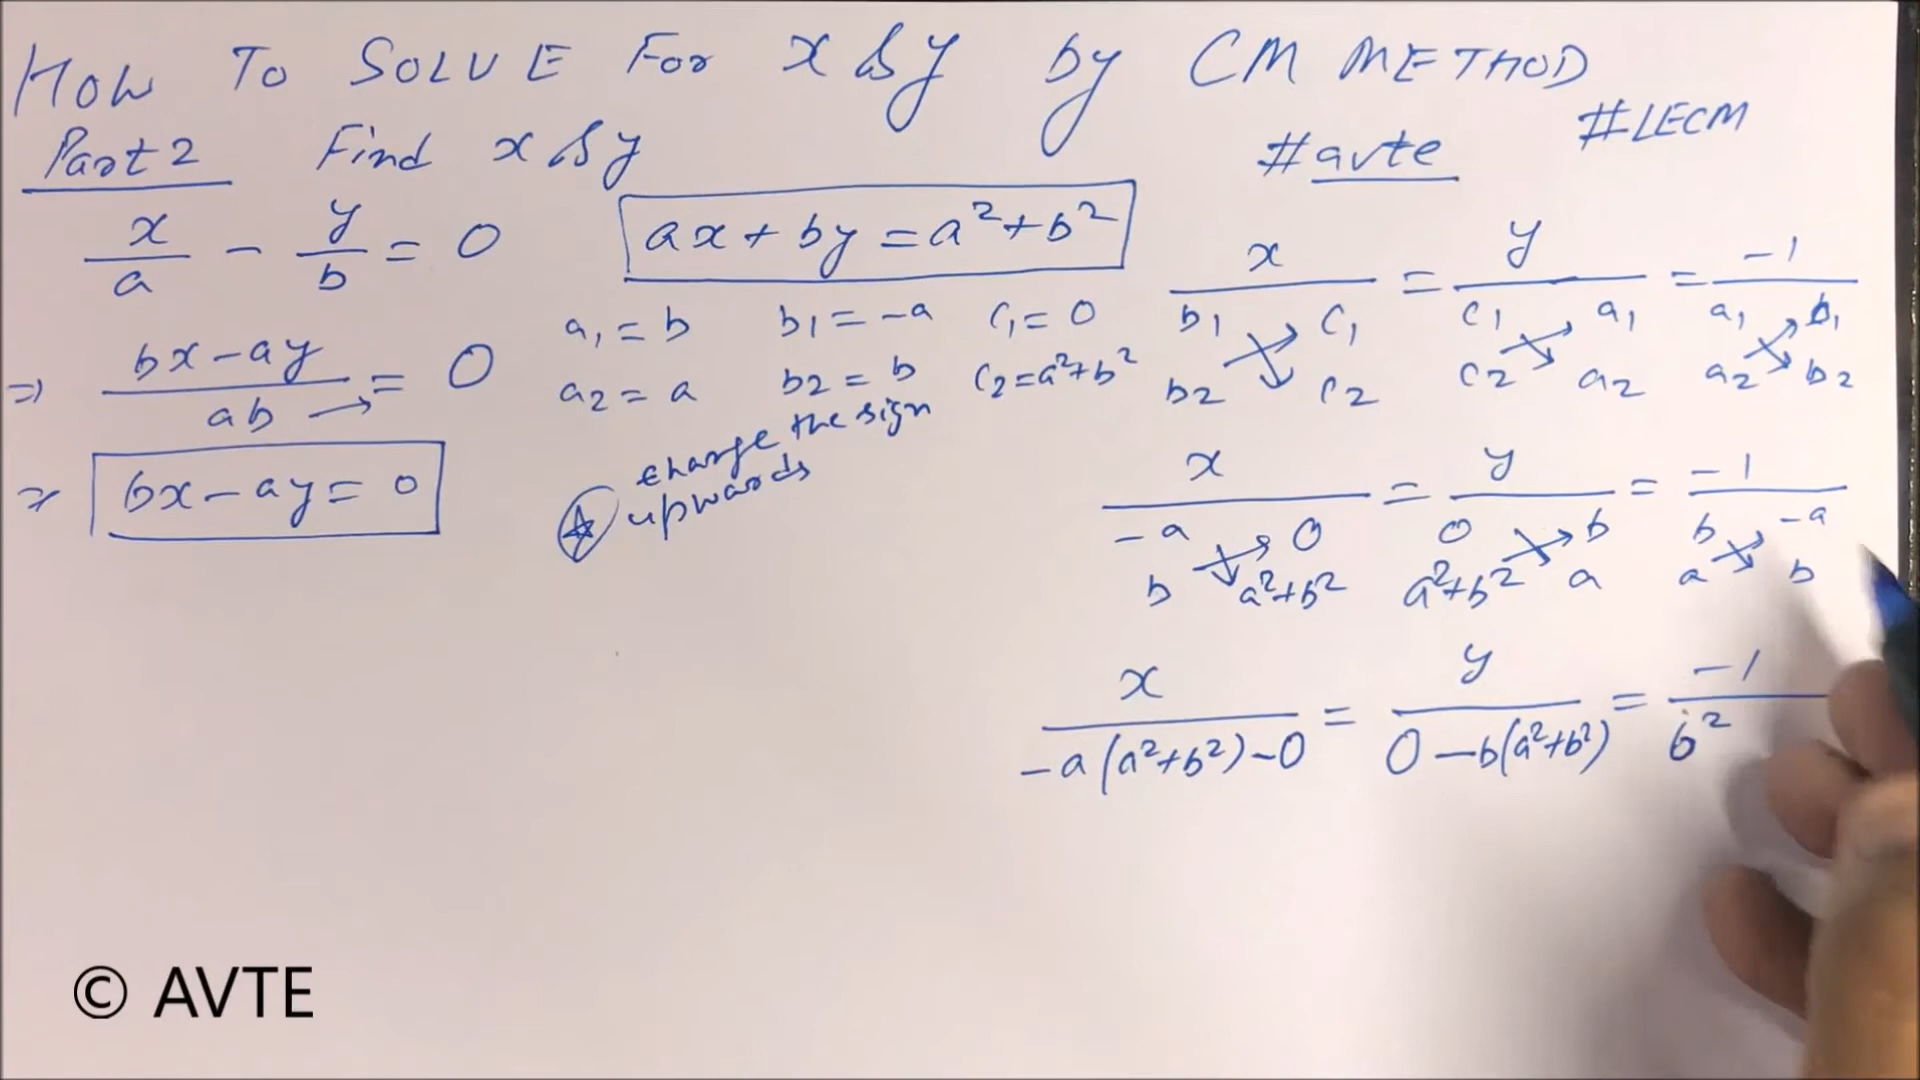 HOW TO SOLVE For x & y by CM METHOD
#LECM
Part 2 Find x & y #avte
x/a - y/b = 0
ax + by = a² + b²
⇒ (bx - ay)/ab = 0
⇒ bx - ay = 0
a₁ = b b₁ = -a c₁ = 0
a₂ = a b₂ = b c₂ = a² + b²
change the sign
upwards
x = y = -1
b₁ c₁ c₁ a₁ a₁ b₁
b₂ c₂ c₂ a₂ a₂ b₂
x = y = -1
-a 0 0 b b -a
b a²+b² a²+b² a a b
x = y = -1
-a(a²+b²)-0 0-b(a²+b²) b²
© AVTE